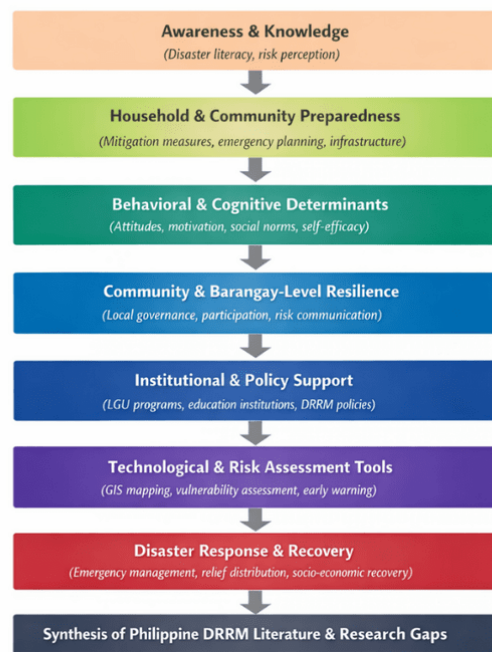 Awareness & Knowledge
(Disaster literacy, risk perception)
Household & Community Preparedness
(Mitigation measures, emergency planning, infrastructure)
Behavioral & Cognitive Determinants
(Attitudes, motivation, social norms, self-efficacy)
Community & Barangay-Level Resilience
(Local governance, participation, risk communication)
Institutional & Policy Support
(LGU programs, education institutions, DRRM policies)
Technological & Risk Assessment Tools
(GIS mapping, vulnerability assessment, early warning)
Disaster Response & Recovery
(Emergency management, relief distribution, socio-economic recovery)
Synthesis of Philippine DRRM Literature & Research Gaps